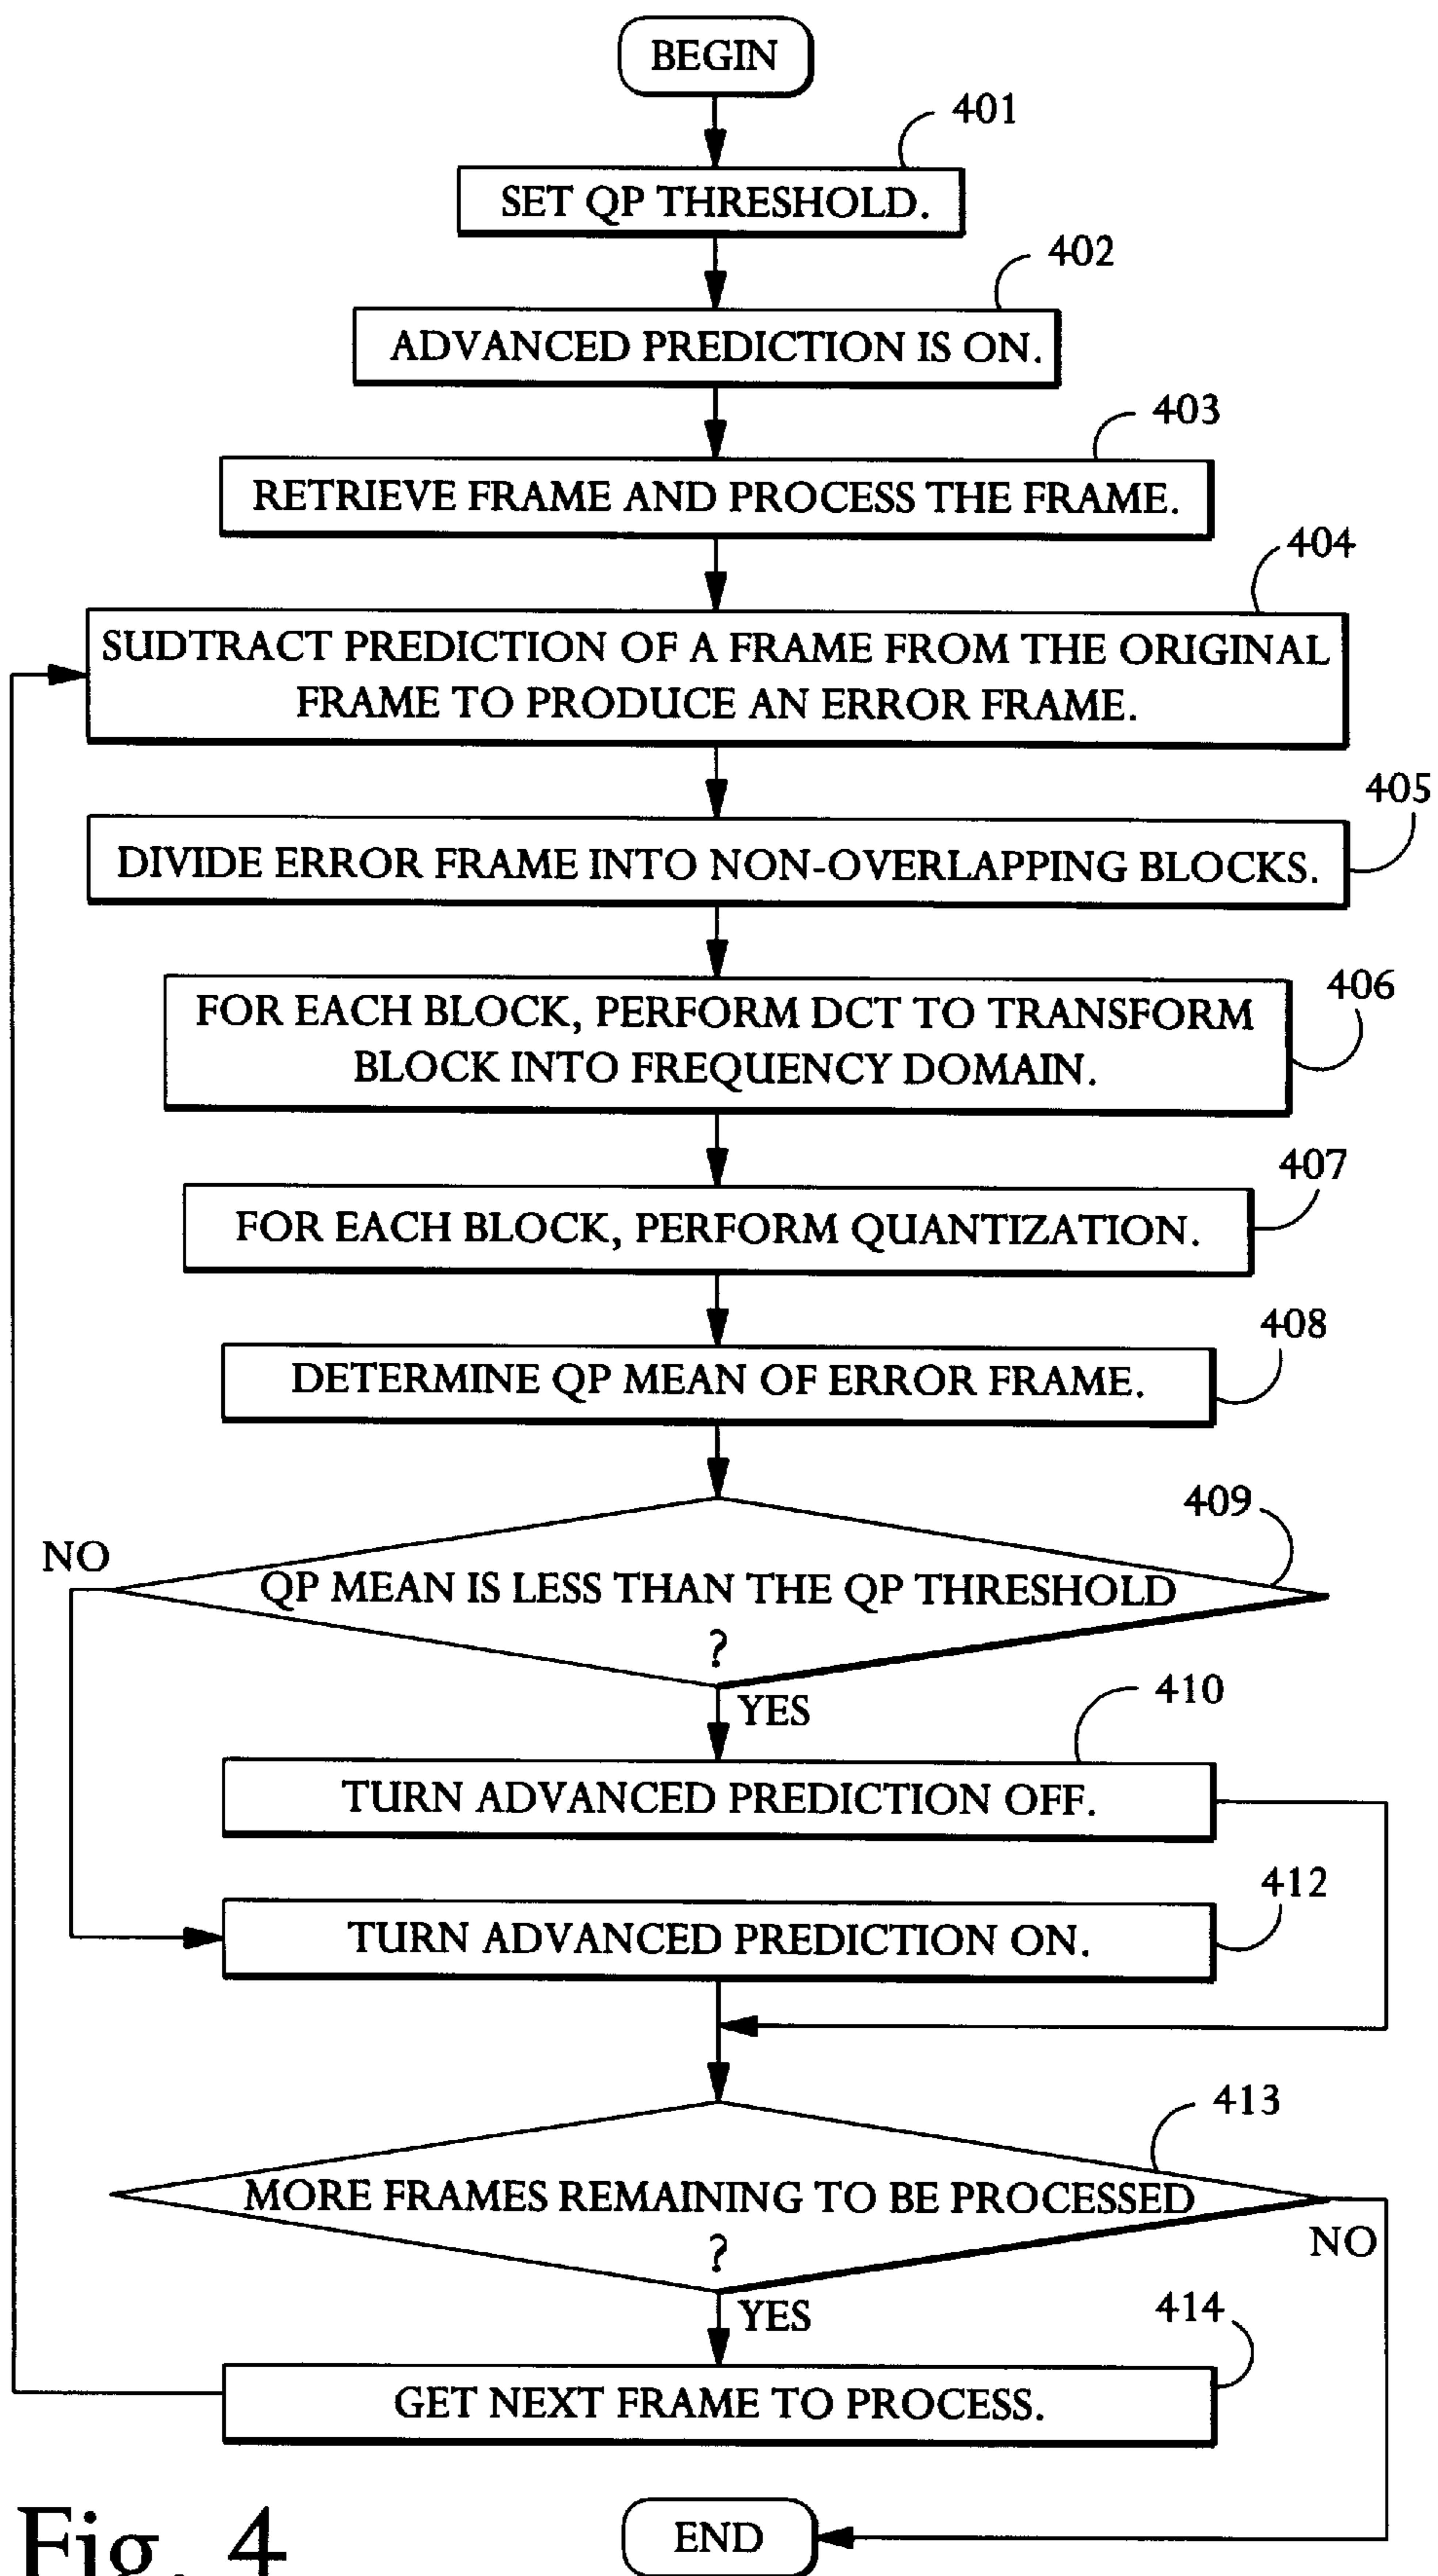 BEGIN
401
SET QP THRESHOLD.
402
ADVANCED PREDICTION IS ON.
403
RETRIEVE FRAME AND PROCESS THE FRAME.
404
SUDTRACT PREDICTION OF A FRAME FROM THE ORIGINAL
FRAME TO PRODUCE AN ERROR FRAME.
405
DIVIDE ERROR FRAME INTO NON-OVERLAPPING BLOCKS.
406
FOR EACH BLOCK, PERFORM DCT TO TRANSFORM
BLOCK INTO FREQUENCY DOMAIN.
407
FOR EACH BLOCK, PERFORM QUANTIZATION.
408
DETERMINE QP MEAN OF ERROR FRAME.
409
NO
QP MEAN IS LESS THAN THE QP THRESHOLD
?
YES
410
TURN ADVANCED PREDICTION OFF.
412
TURN ADVANCED PREDICTION ON.
413
MORE FRAMES REMAINING TO BE PROCESSED
?
NO
YES
414
GET NEXT FRAME TO PROCESS.
END
Fig. 4